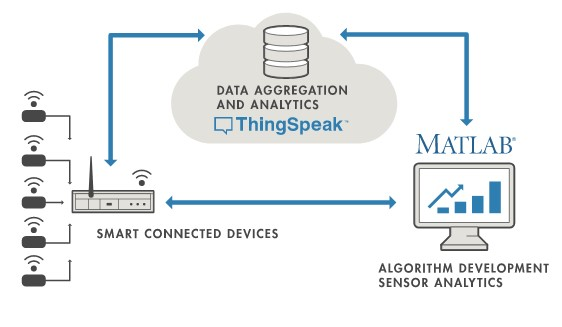 DATA AGGREGATION
AND ANALYTICS
ThingSpeak™
MATLAB®
SMART CONNECTED DEVICES
ALGORITHM DEVELOPMENT
SENSOR ANALYTICS